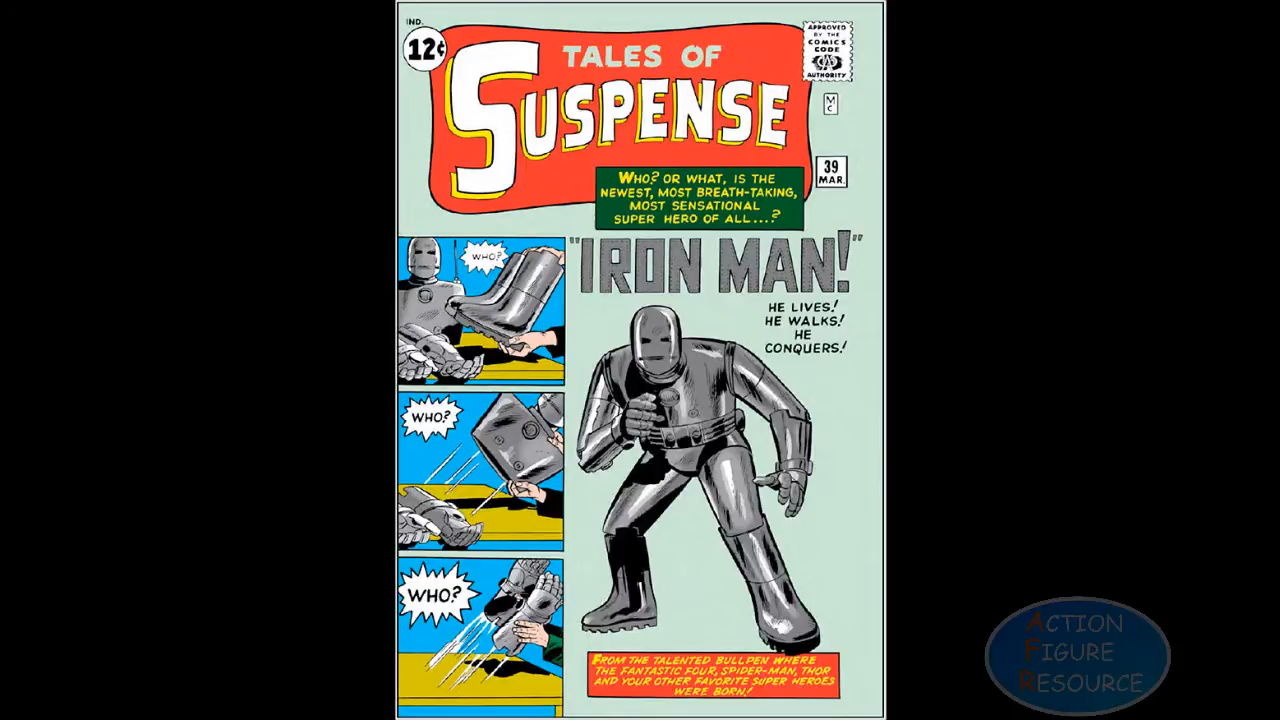 IND.
12¢
TALES OF
SUSPENSE
APPROVED
BY THE
COMICS
CODE
CA
AUTHORITY
M
C
39
MAR.
WHO? OR WHAT, IS THE
NEWEST, MOST BREATH-TAKING,
MOST SENSATIONAL
SUPER HERO OF ALL...?
"IRON MAN!"
HE LIVES!
HE WALKS!
HE
CONQUERS!
WHO?
WHO?
WHO?
FROM THE TALENTED BULLPEN WHERE
THE FANTASTIC FOUR, SPIDER-MAN, THOR
AND YOUR OTHER FAVORITE SUPER HEROES
WERE BORN!
ACTION
FIGURE
RESOURCE